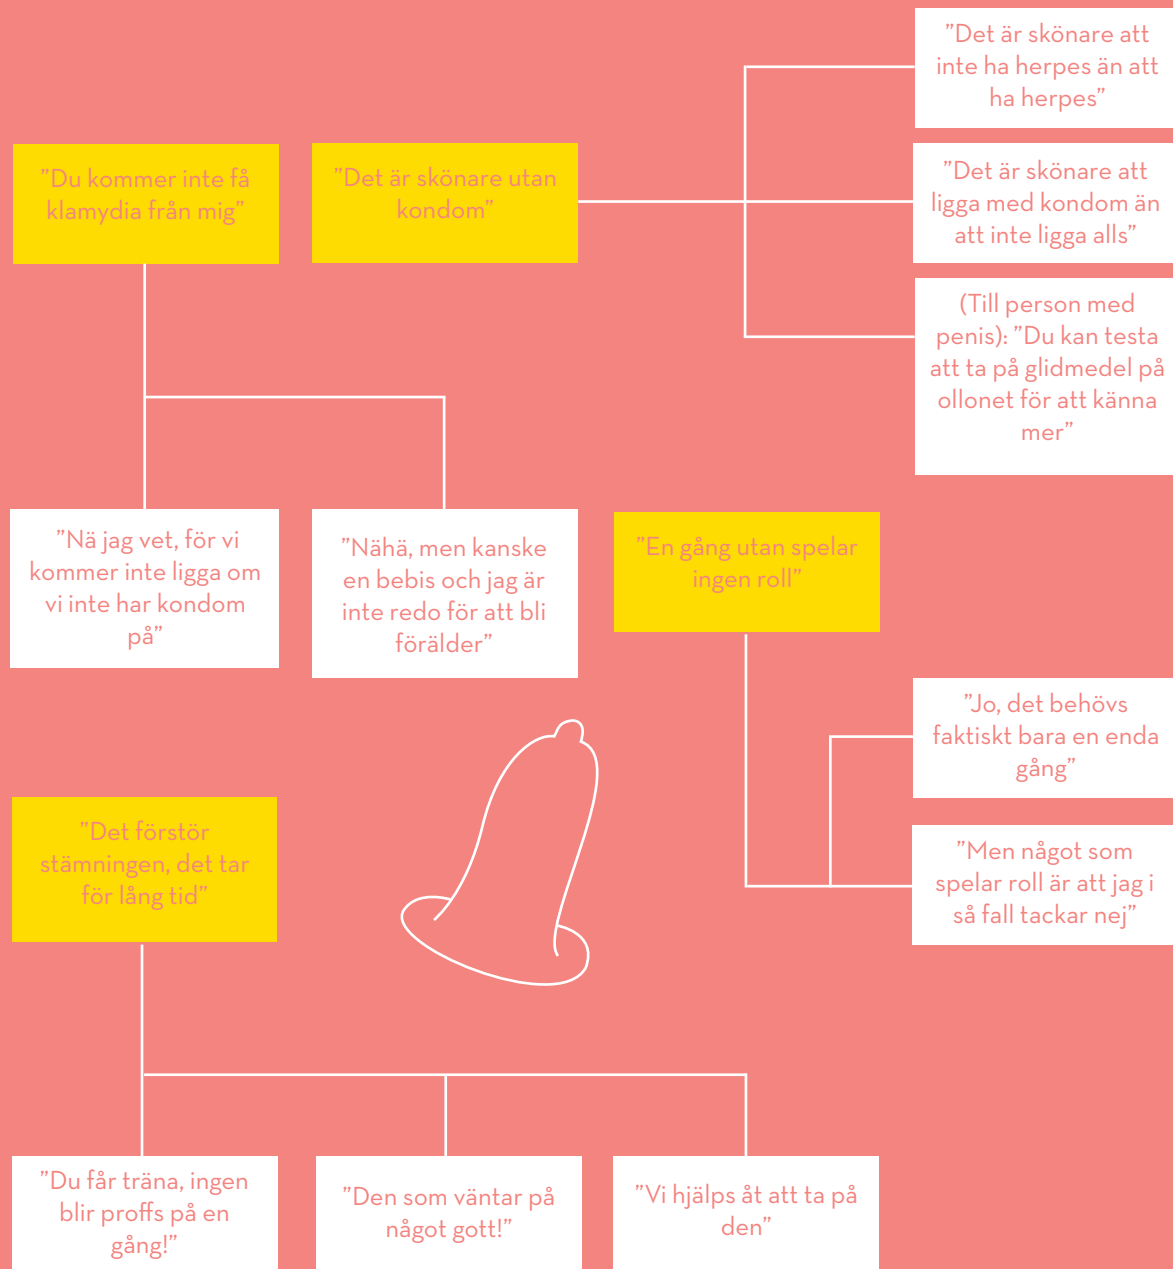 ”Det är skönare att
inte ha herpes än att
ha herpes”
”Du kommer inte få
klamydia från mig”
”Det är skönare utan
kondom”
”Det är skönare att
ligga med kondom än
att inte ligga alls”
(Till person med
penis): ”Du kan testa
att ta på glidmedel på
ollonet för att känna
mer”
”Nä jag vet, för vi
kommer inte ligga om
vi inte har kondom
på”
”Nähä, men kanske
en bebis och jag är
inte redo för att bli
förälder”
”En gång utan spelar
ingen roll”
”Jo, det behövs
faktiskt bara en enda
gång”
”Men något som
spelar roll är att jag i
så fall tackar nej”
”Det förstör
stämningen, det tar
för lång tid”
”Du får träna, ingen
blir proffs på en
gång!”
”Den som väntar på
något gott!”
”Vi hjälps åt att ta på
den”